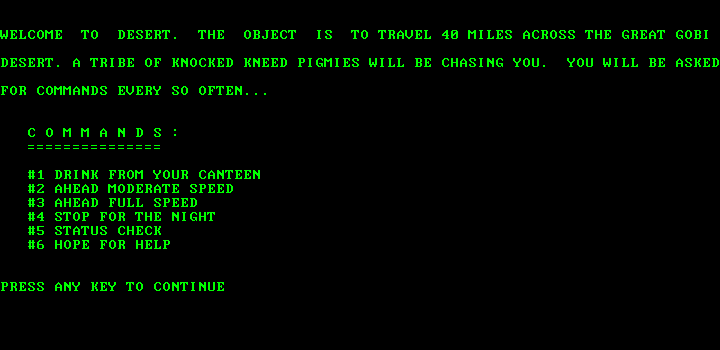 WELCOME  TO  DESERT.  THE  OBJECT  IS  TO TRAVEL 40 MILES ACROSS THE GREAT GOBI
DESERT. A TRIBE OF KNOCKED KNEED PIGMIES WILL BE CHASING YOU.  YOU WILL BE ASKED
FOR COMMANDS EVERY SO OFTEN...
C O M M A N D S :
===============
#1 DRINK FROM YOUR CANTEEN
#2 AHEAD MODERATE SPEED
#3 AHEAD FULL SPEED
#4 STOP FOR THE NIGHT
#5 STATUS CHECK
#6 HOPE FOR HELP
PRESS ANY KEY TO CONTINUE